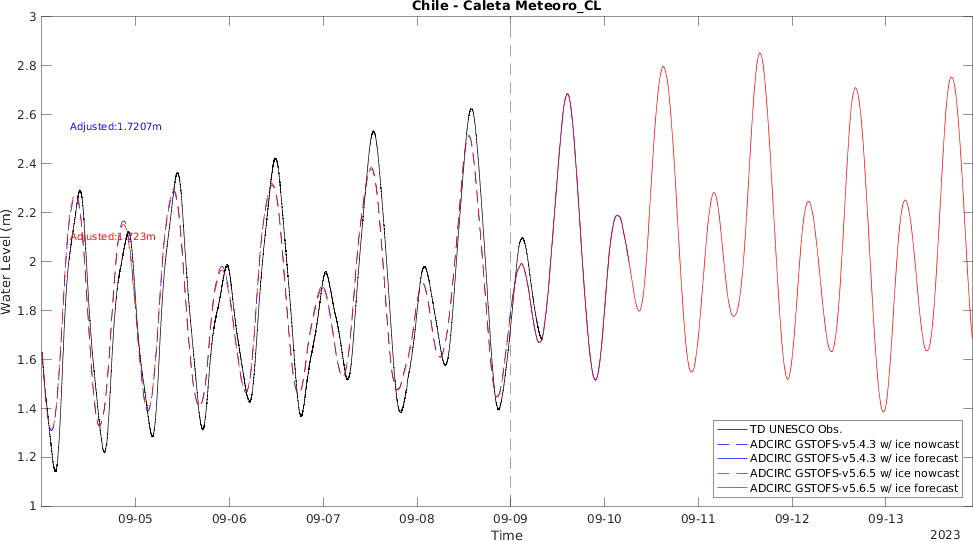 Chile - Caleta Meteoro_CL
3
2.8
2.6
2.4
2.2
2
1.8
1.6
1.4
1.2
1
Water Level (m)
Adjusted:1.7207m
Adjusted:1.723m
TD UNESCO Obs.
ADCIRC GSTOFS-v5.4.3 w/ ice nowcast
ADCIRC GSTOFS-v5.4.3 w/ ice forecast
ADCIRC GSTOFS-v5.6.5 w/ ice nowcast
ADCIRC GSTOFS-v5.6.5 w/ ice forecast
09-05 09-06 09-07 09-08 09-09 09-10 09-11 09-12 09-13
Time
2023